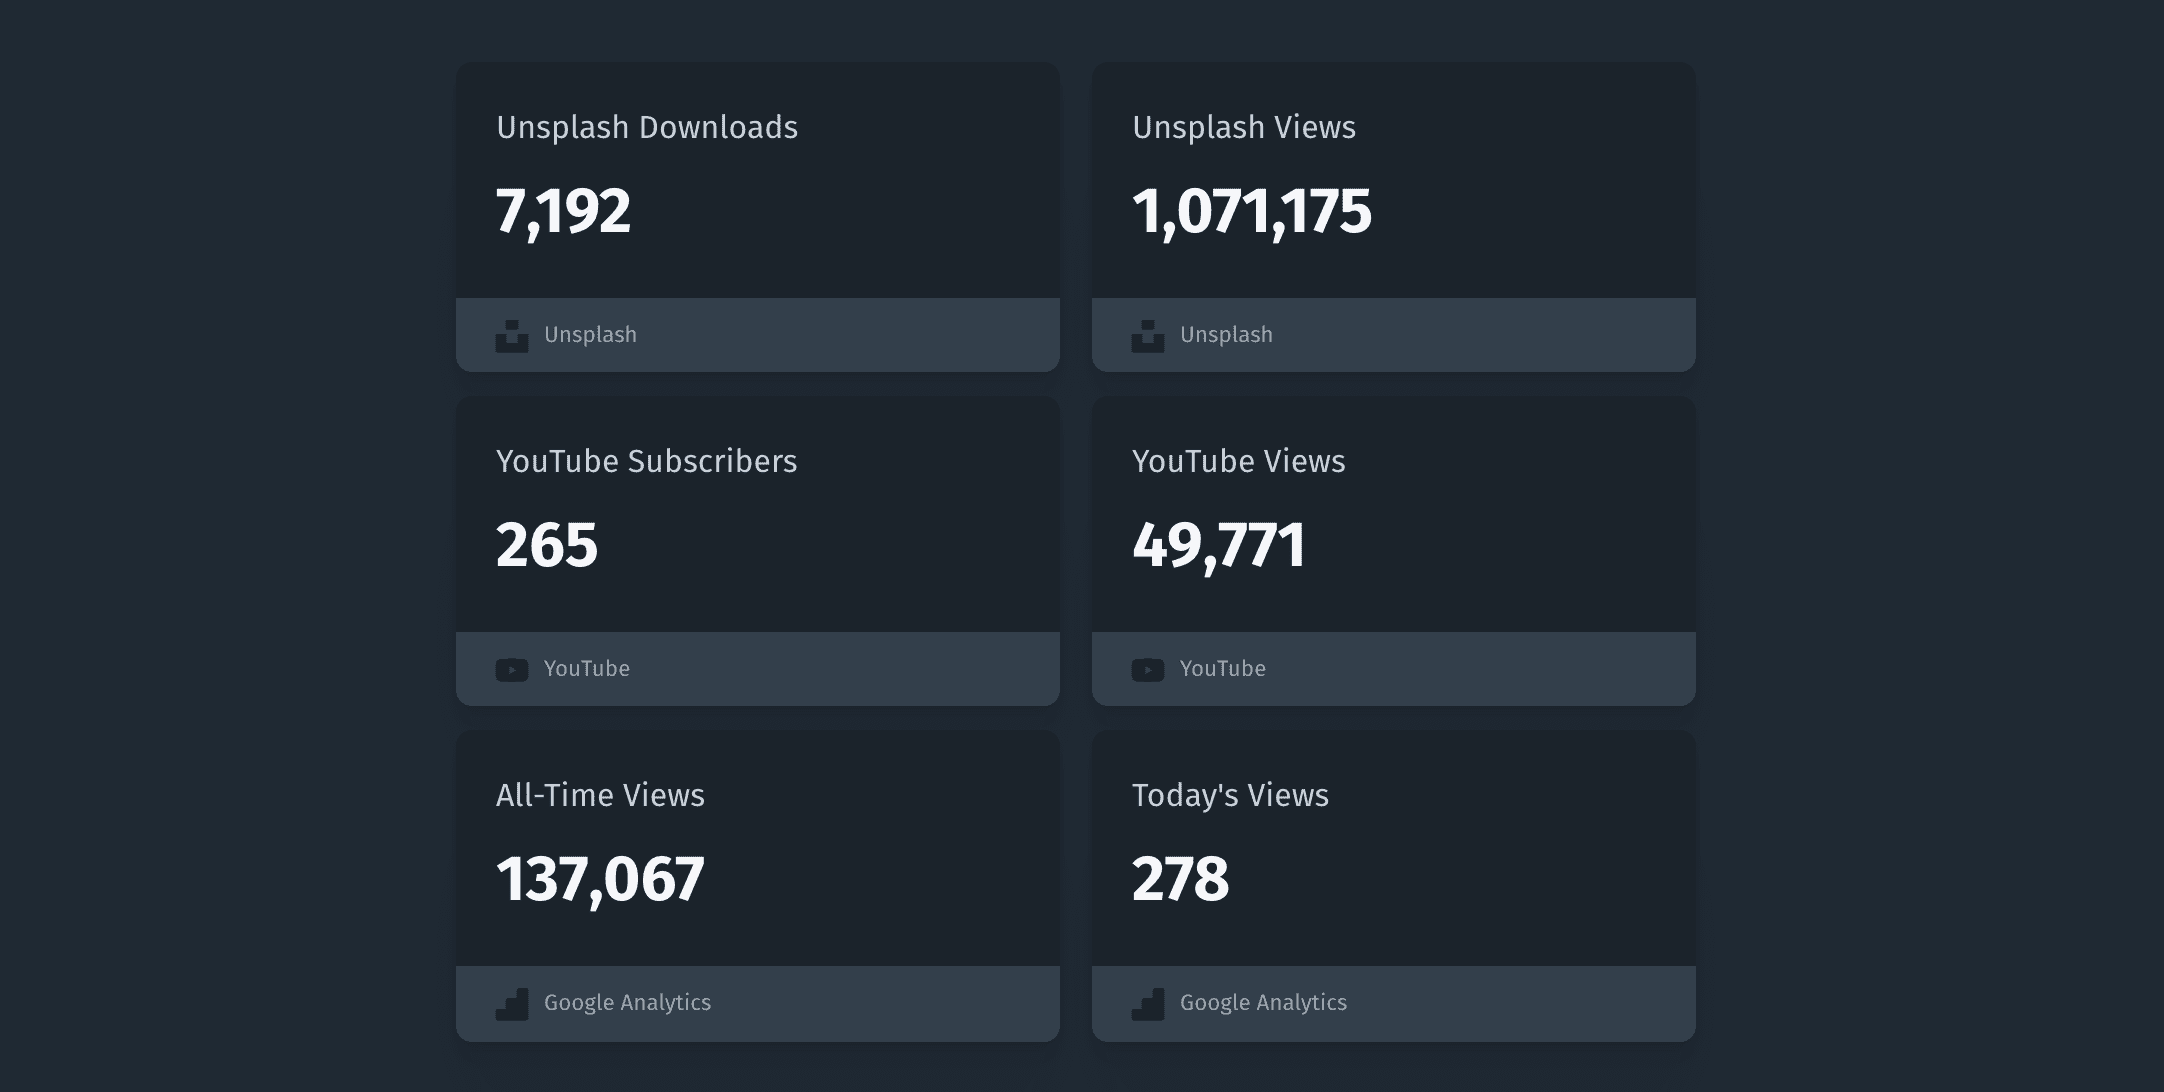 Unsplash Downloads
7,192
Unsplash
Unsplash Views
1,071,175
Unsplash
YouTube Subscribers
265
YouTube
YouTube Views
49,771
YouTube
All-Time Views
137,067
Google Analytics
Today's Views
278
Google Analytics